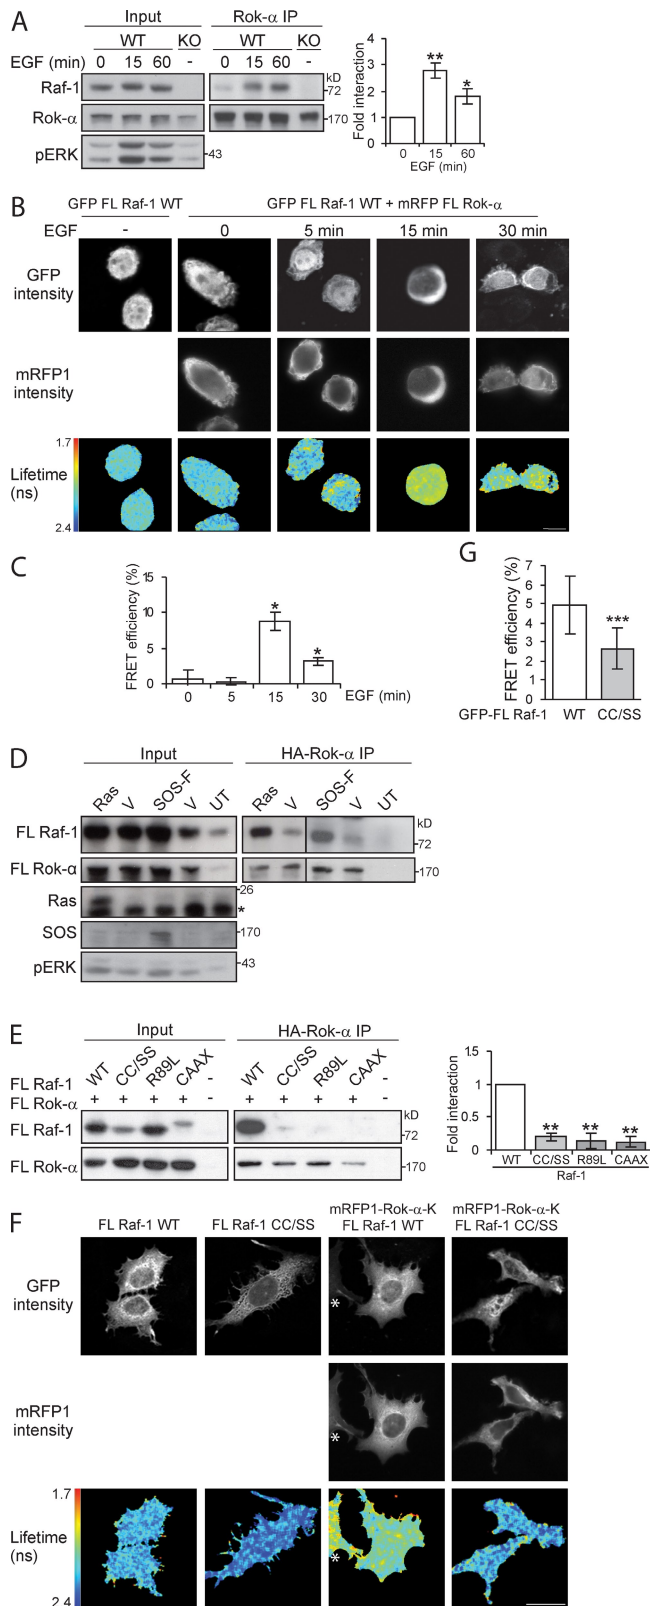 A
Input
Rok-α IP
WT
KO
WT
KO
EGF (min)
0
15
60
-
0
15
60
-
kD
Raf-1
72
Rok-α
170
pERK
43
Fold interaction
4
3
2
1
0
**
*
0
15
60
EGF (min)
B
GFP FL Raf-1 WT
GFP FL Raf-1 WT + mRFP FL Rok-α
EGF
-
0
5 min
15 min
30 min
GFP
intensity
mRFP1
intensity
1.7
Lifetime
(ns)
2.4
C
FRET efficiency (%)
15
10
5
0
*
*
0
5
15
30
EGF (min)
G
FRET efficiency (%)
7
6
5
4
3
2
1
0
***
GFP-FL Raf-1
WT
CC/SS
D
Input
HA-Rok-α IP
Ras
V
SOS-F
V
UT
Ras
V
SOS-F
V
UT
kD
FL Raf-1
72
FL Rok-α
170
26
Ras
*
SOS
170
pERK
43
E
Input
HA-Rok-α IP
FL Raf-1
WT
CC/SS
R89L
CAAX
-
WT
CC/SS
R89L
CAAX
-
FL Rok-α
+
+
+
+
-
+
+
+
+
-
kD
FL Raf-1
72
FL Rok-α
170
Fold interaction
1.5
1
0.5
0
**
**
**
WT
CC/SS
R89L
CAAX
Raf-1
F
FL Raf-1 WT
FL Raf-1 CC/SS
mRFP1-Rok-α-K
FL Raf-1 WT
mRFP1-Rok-α-K
FL Raf-1 CC/SS
GFP
intensity
*
mRFP1
intensity
*
1.7
Lifetime
(ns)
*
2.4